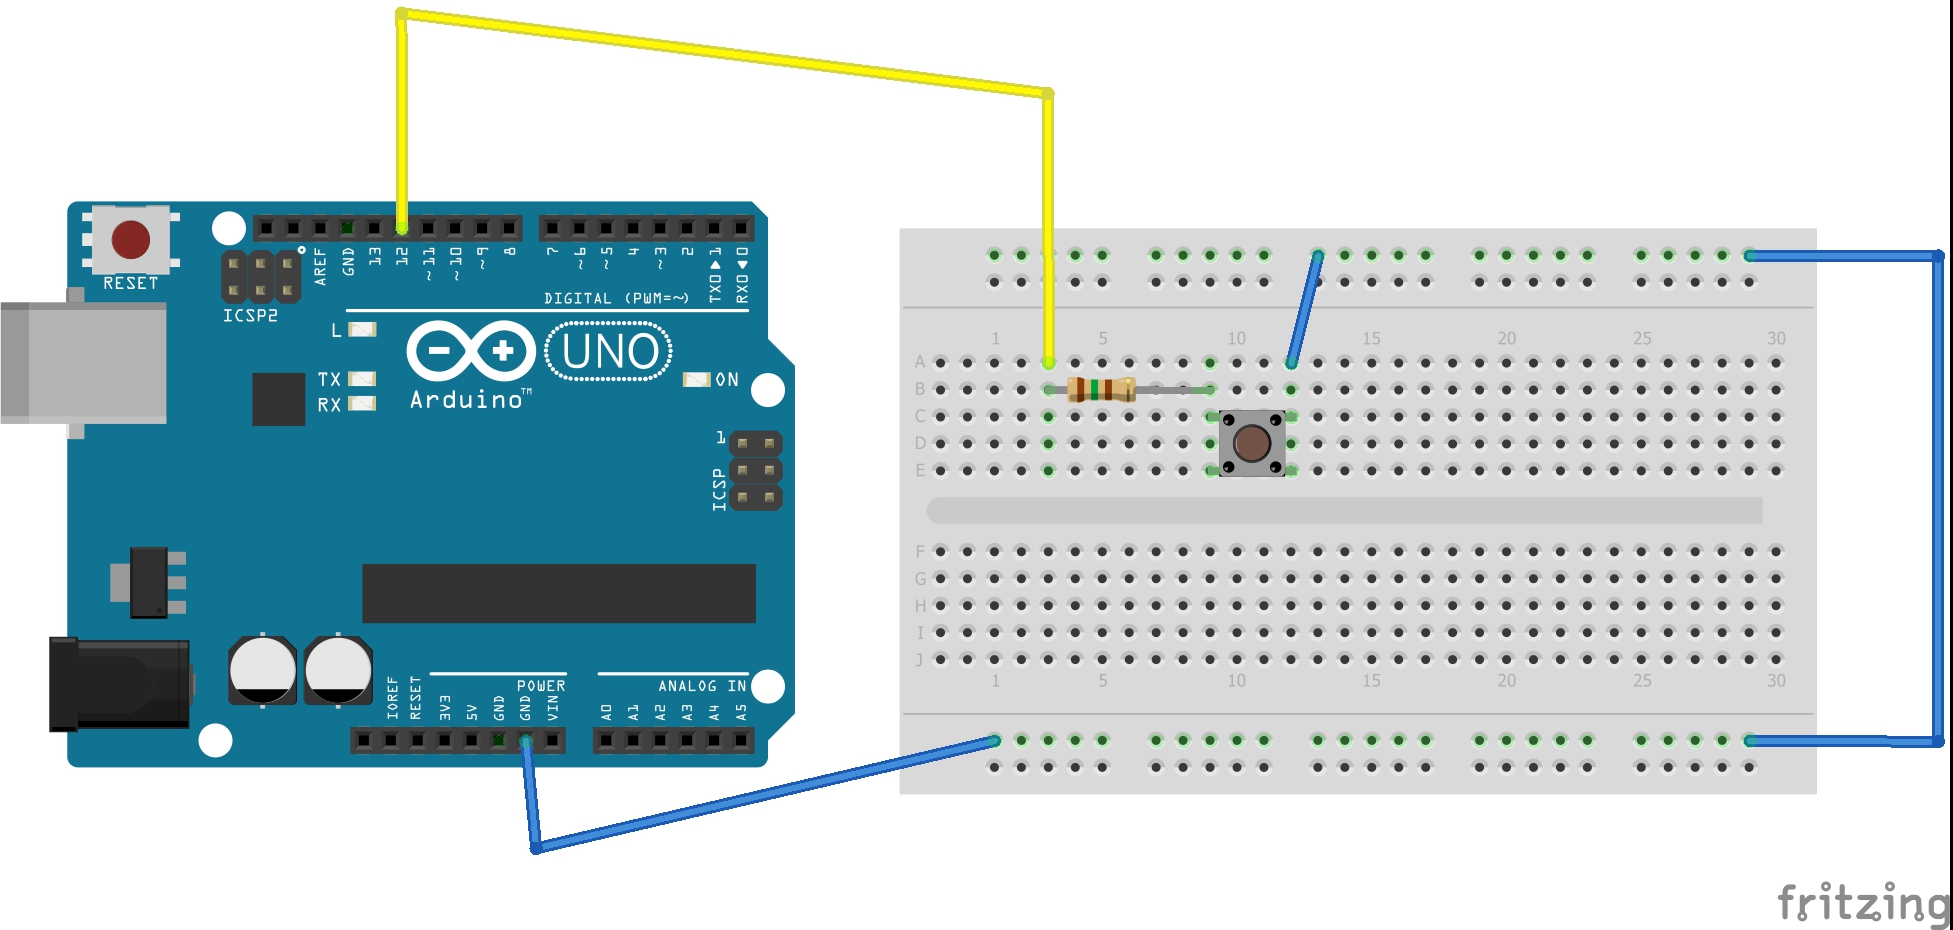 RESET
ICSP2
AREF
GND
13
12
~11
~10
~9
8
7
~6
~5
4
~3
2
TX0▶1
RX0◀0
DIGITAL (PWM=~)
L
TX
RX
UNO
Arduino™
ON
1
ICSP
IOREF
RESET
3V3
5V
GND
GND
VIN
POWER
ANALOG IN
A0
A1
A2
A3
A4
A5
1 5 10 15 20 25 30
A
B
C
D
E
F
G
H
I
J
1 5 10 15 20 25 30
fritzing